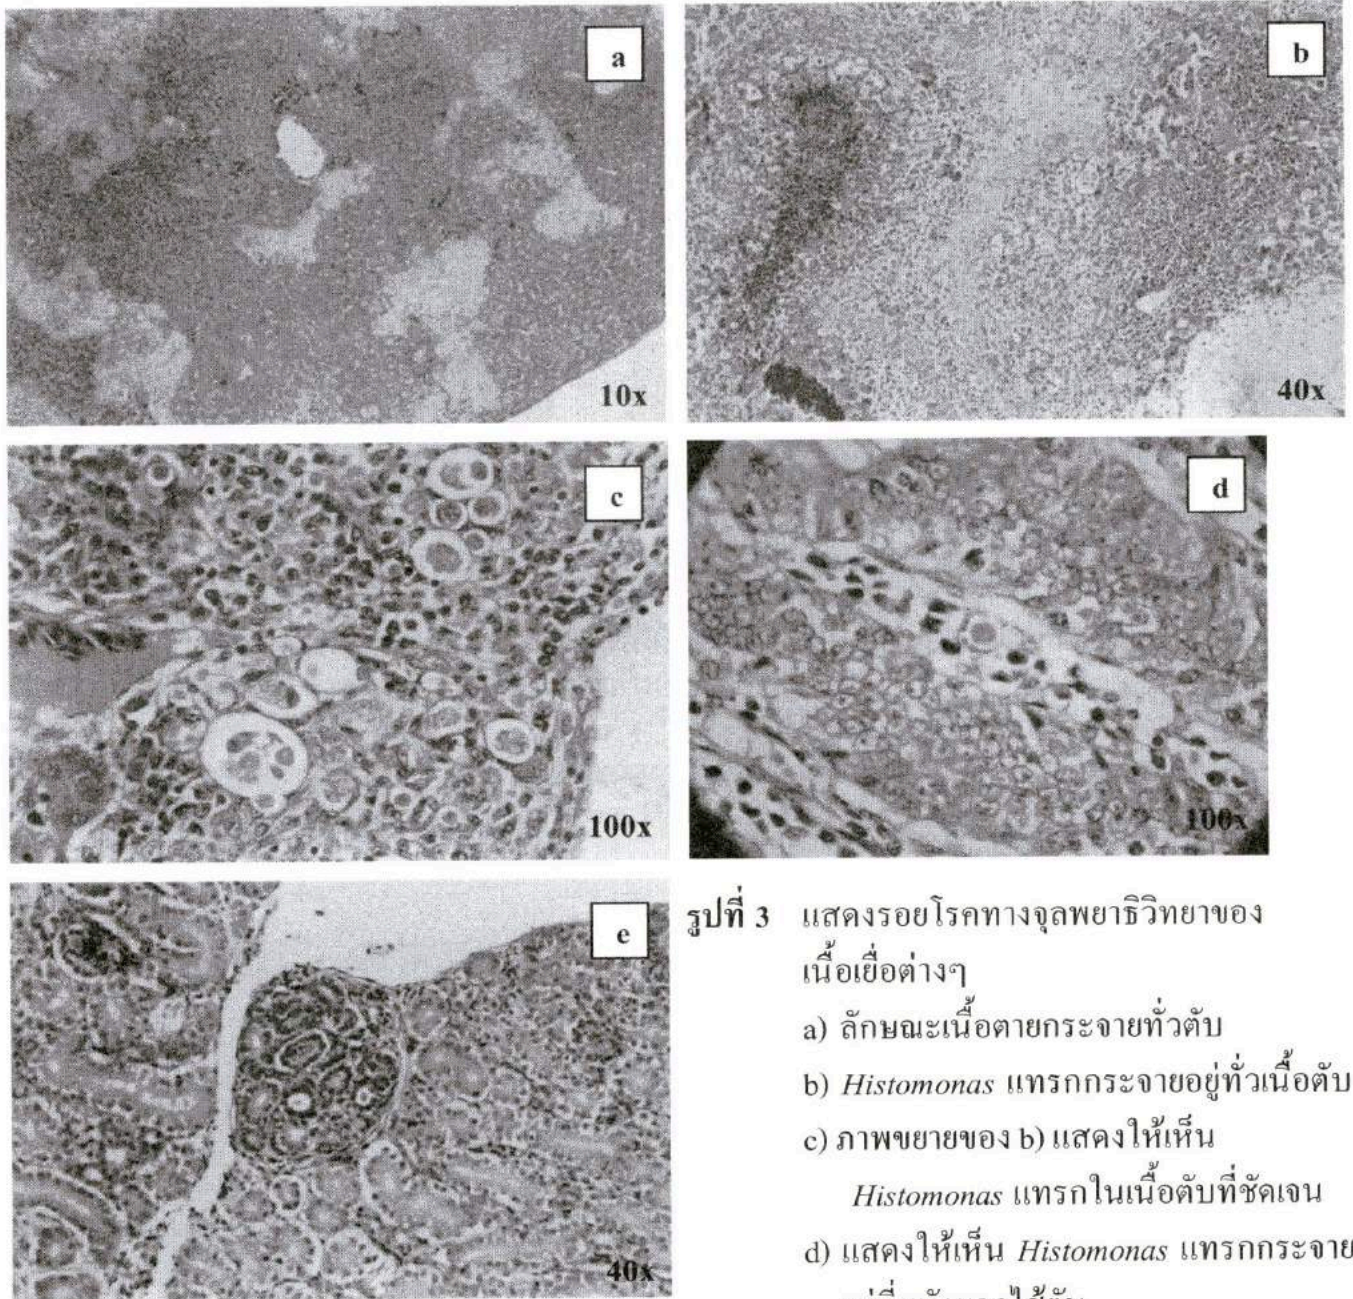 a
b
10x
40x
c
d
100x
100x
e
40x
รูปที่ 3 แสดงรอยโรคทางจุลพยาธิวิทยาของ
เนื้อเยื่อต่างๆ
a) ลักษณะเนื้อตายกระจายทั่วตับ
b) Histomonas แทรกกระจายอยู่ทั่วเนื้อตับ
c) ภาพขยายของ b) แสดงให้เห็น
Histomonas แทรกในเนื้อตับที่ชัดเจน
d) แสดงให้เห็น Histomonas แทรกกระจาย